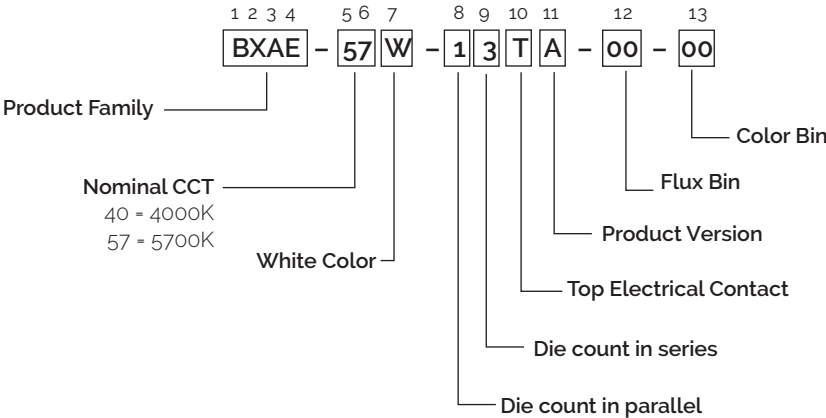 1 2 3 4 5 6 7 8 9 10 11 12 13
BXAE – 57 W – 1 3 T A – 00 – 00
Product Family
Color Bin
Nominal CCT
Flux Bin
40 = 4000K
57 = 5700K
Product Version
White Color
Top Electrical Contact
Die count in series
Die count in parallel